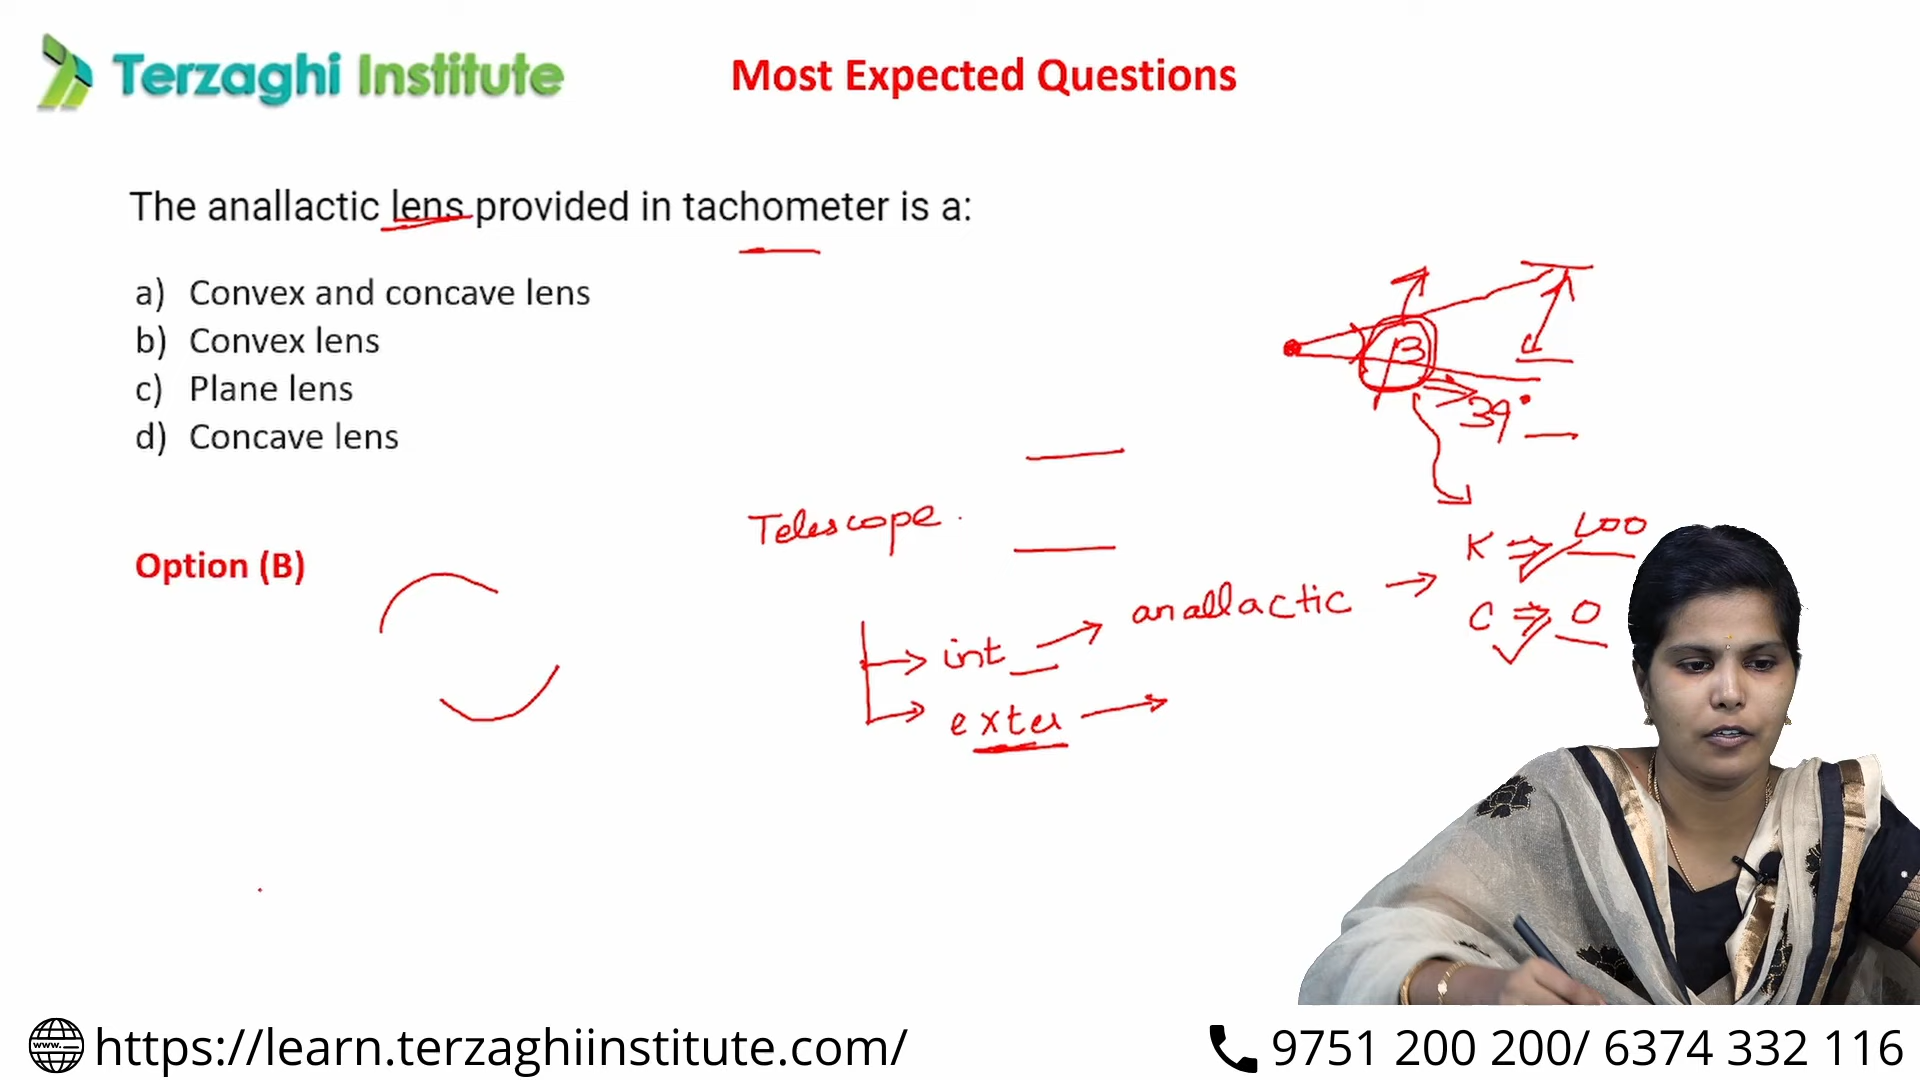 Terzaghi Institute
Most Expected Questions
The anallactic lens provided in tachometer is a:
a) Convex and concave lens
b) Convex lens
c) Plane lens
d) Concave lens
Option (B)
β
39
Telescope.
K ⇒ 100
C ⇒ 0
int → anallactic →
exter →
www.
https://learn.terzaghiinstitute.com/
9751 200 200/ 6374 332 116